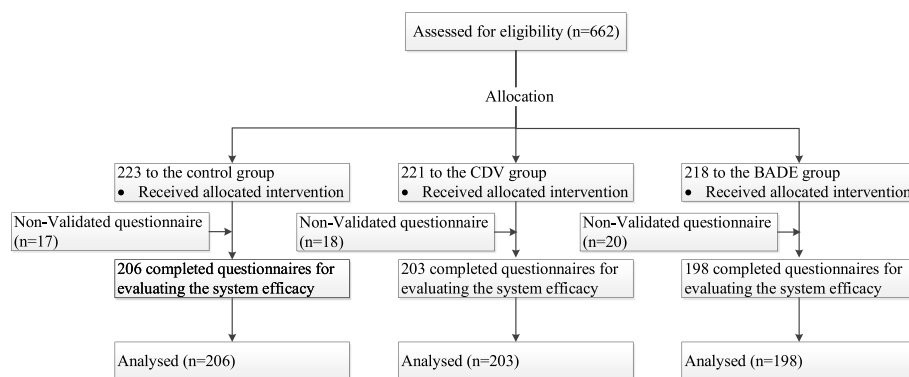 Assessed for eligibility (n=662)
Allocation
223 to the control group
• Received allocated intervention
221 to the CDV group
• Received allocated intervention
218 to the BADE group
• Received allocated intervention
Non-Validated questionnaire
(n=17)
Non-Validated questionnaire
(n=18)
Non-Validated questionnaire
(n=20)
206 completed questionnaires for
evaluating the system efficacy
203 completed questionnaires for
evaluating the system efficacy
198 completed questionnaires for
evaluating the system efficacy
Analysed (n=206)
Analysed (n=203)
Analysed (n=198)